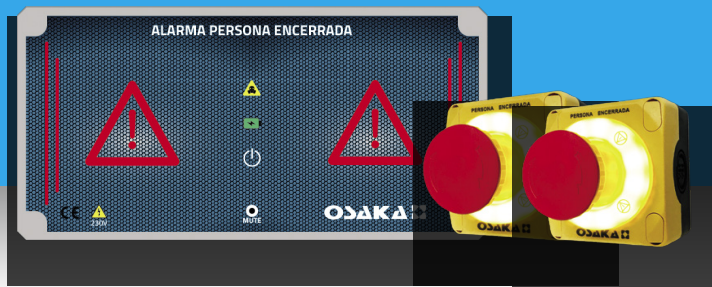 ALARMA PERSONA ENCERRADA
CE
230V
MUTE
OSAKA
PERSONA ENCERRADA
OSAKA
PERSONA ENCERRADA
OSAKA